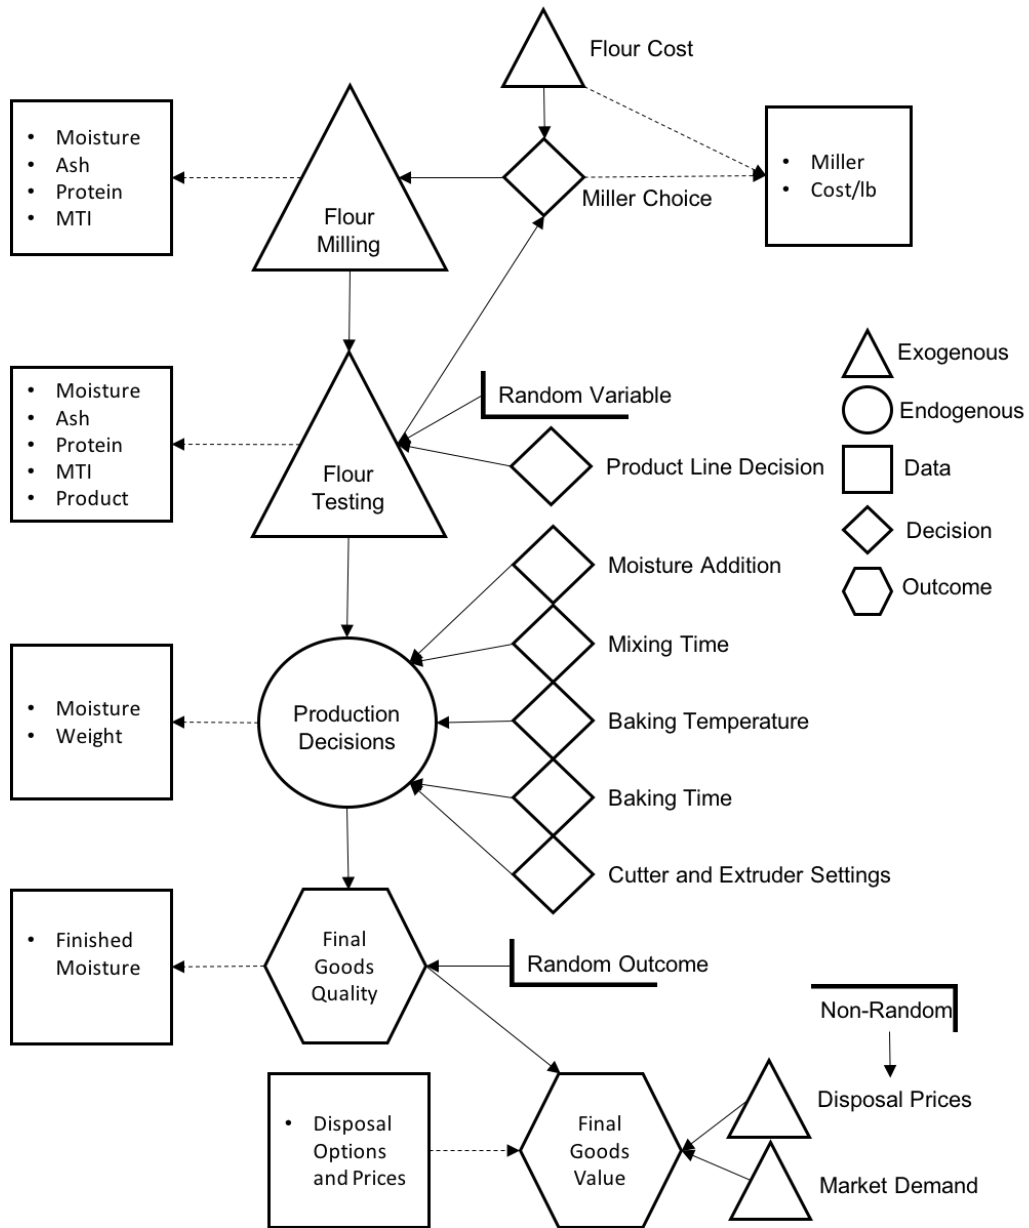 Flour Cost
• Moisture
• Ash
• Protein
• MTI
Flour
Milling
Miller Choice
• Miller
• Cost/lb
• Moisture
• Ash
• Protein
• MTI
• Product
Flour
Testing
Random Variable
Product Line Decision
Exogenous
Endogenous
Data
Decision
Outcome
Moisture Addition
Mixing Time
Baking Temperature
Baking Time
Cutter and Extruder Settings
• Moisture
• Weight
Production
Decisions
• Finished
Moisture
Final
Goods
Quality
Random Outcome
Non-Random
• Disposal
Options
and Prices
Final
Goods
Value
Disposal Prices
Market Demand